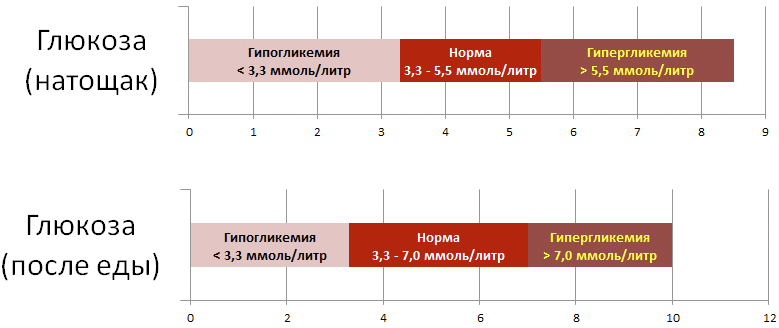 Глюкоза
(натощак)
Гипогликемия
< 3,3 ммоль/литр
Норма
3,3 - 5,5 ммоль/литр
Гипергликемия
> 5,5 ммоль/литр
0 1 2 3 4 5 6 7 8 9
Глюкоза
(после еды)
Гипогликемия
< 3,3 ммоль/литр
Норма
3,3 - 7,0 ммоль/литр
Гипергликемия
> 7,0 ммоль/литр
0 2 4 6 8 10 12